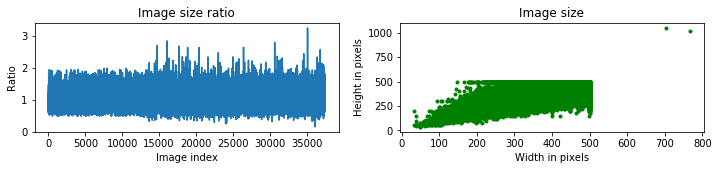 Image size ratio
3
2
1
0
Ratio
0 5000 10000 15000 20000 25000 30000 35000
Image index
Image size
1000
750
500
250
0
Height in pixels
0 100 200 300 400 500 600 700 800
Width in pixels